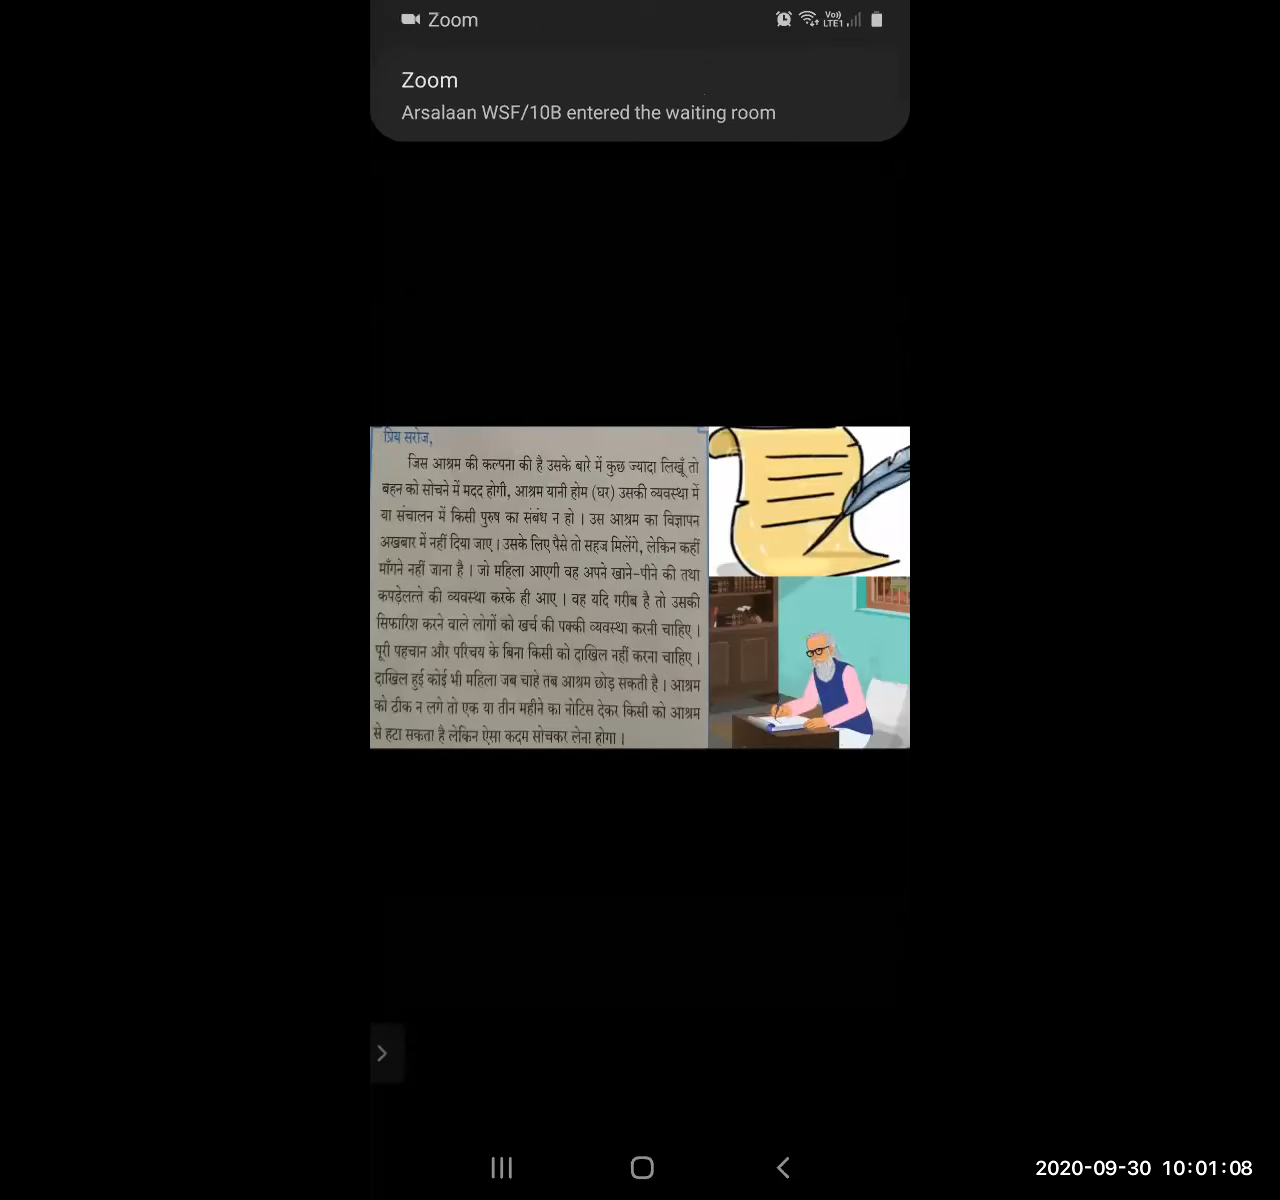 Zoom
Vo))
LTE1
Zoom
Arsalaan WSF/10B entered the waiting room
प्रिय सरोज,
जिस आश्रम की कल्पना की है उसके बारे में कुछ ज्यादा लिखूँ तो
बहन को सोचने में मदद होगी, आश्रम यानी होम (घर) उसकी व्यवस्था में
या संचालन में किसी पुरुष का संबंध न हो । उस आश्रम का विज्ञापन
अखबार में नहीं दिया जाए । उसके लिए पैसे तो सहज मिलेंगे, लेकिन कहीं
माँगने नहीं जाना है । जो महिला आएगी वह अपने खाने-पीने की तथा
कपड़ेलत्ते की व्यवस्था करके ही आए । वह यदि गरीब है तो उसकी
सिफारिश करने वाले लोगों को खर्च की पक्की व्यवस्था करनी चाहिए ।
पूरी पहचान और परिचय के बिना किसी को दाखिल नहीं करना चाहिए ।
दाखिल हुई कोई भी महिला जब चाहे तब आश्रम छोड़ सकती है । आश्रम
को ठीक न लगे तो एक या तीन महीने का नोटिस देकर किसी को आश्रम
से हटा सकता है लेकिन ऐसा कदम सोचकर लेना होगा ।
2020-09-30 10:01:08